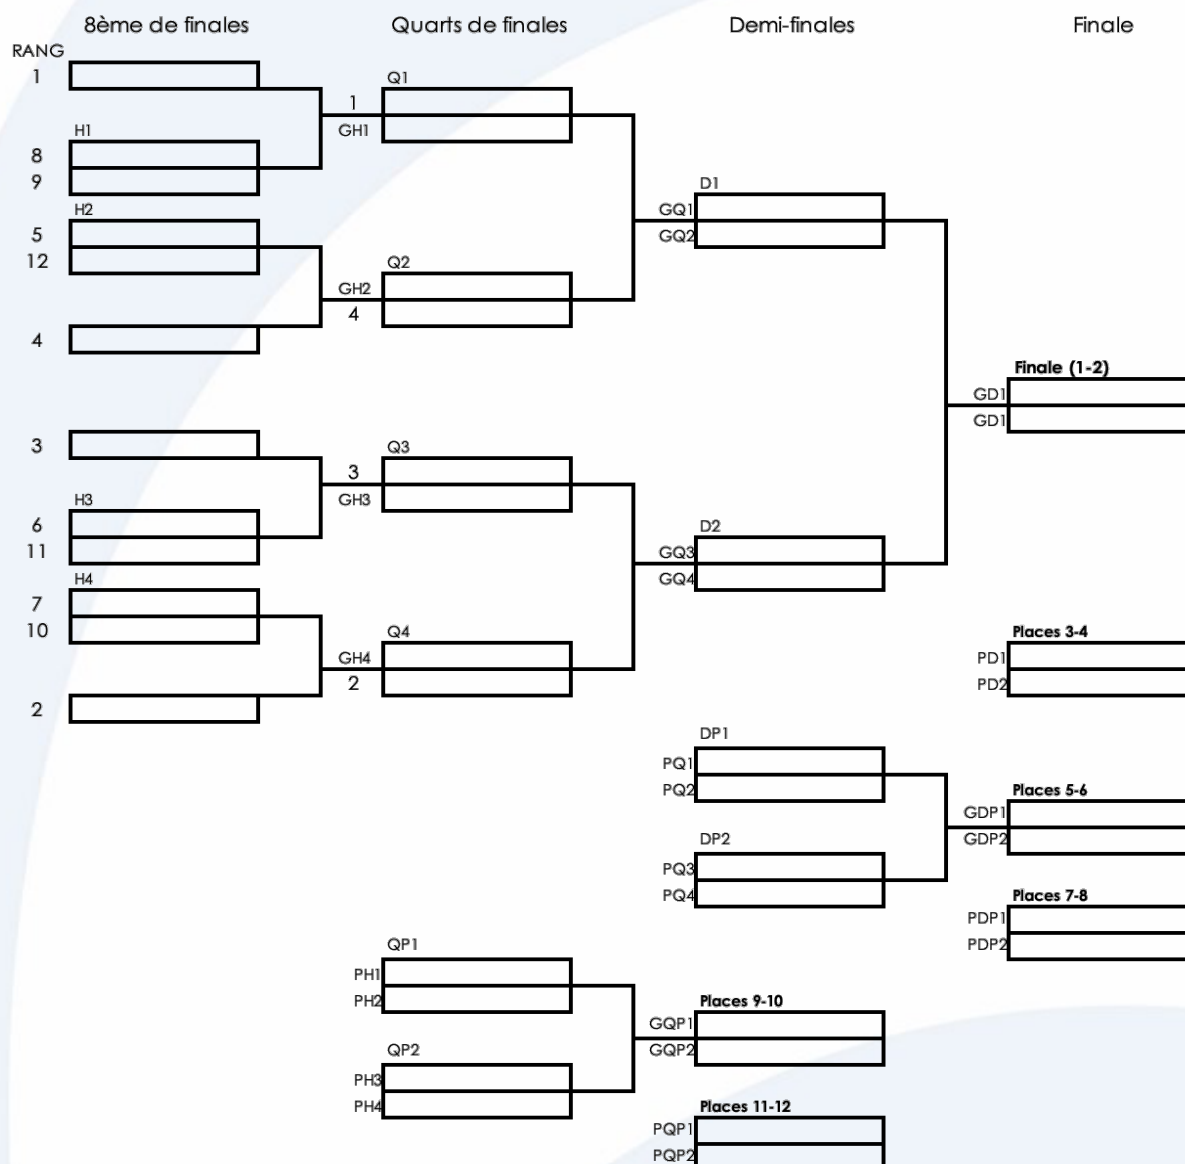 8ème de finales
Quarts de finales
Demi-finales
Finale
RANG
1
H1
8
9
H2
5
12
4
3
H3
6
11
H4
7
10
2
Q1
1
GH1
Q2
GH2
4
Q3
3
GH3
Q4
GH4
2
QP1
PH1
PH2
QP2
PH3
PH4
D1
GQ1
GQ2
D2
GQ3
GQ4
DP1
PQ1
PQ2
DP2
PQ3
PQ4
Places 9-10
GQP1
GQP2
Places 11-12
PQP1
PQP2
Finale (1-2)
GD1
GD1
Places 3-4
PD1
PD2
Places 5-6
GDP1
GDP2
Places 7-8
PDP1
PDP2